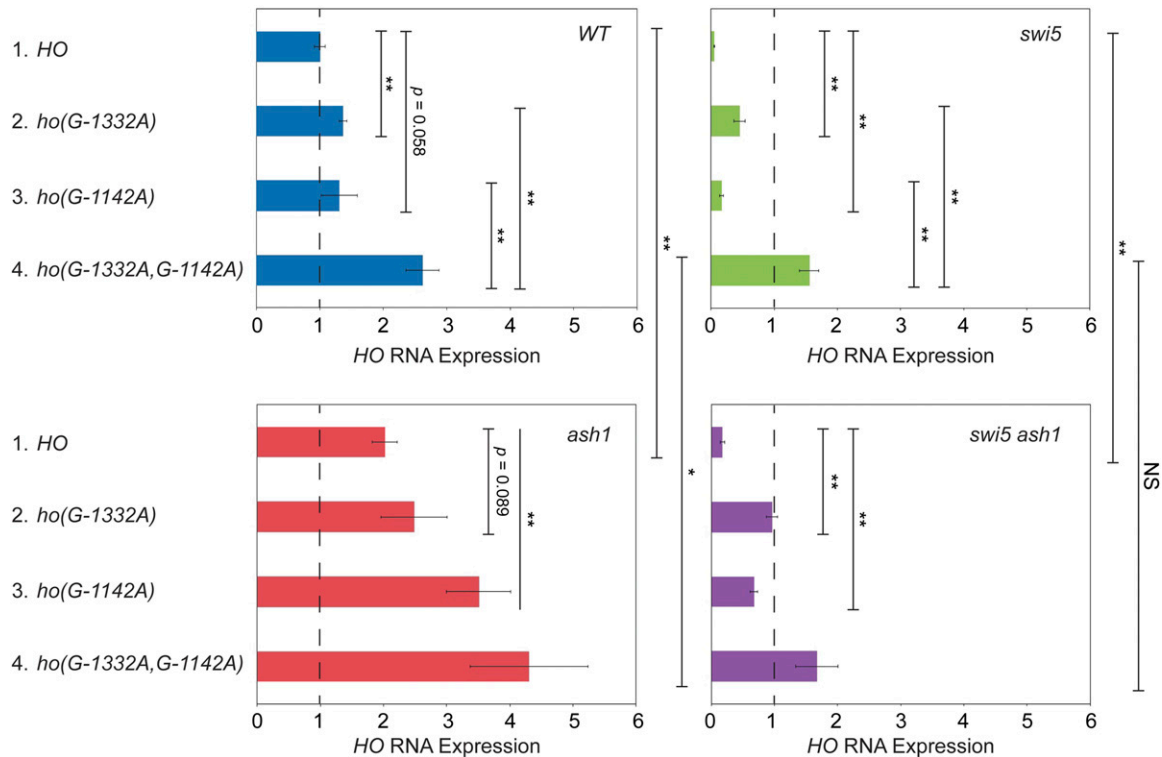 WT
1. HO
2. ho(G-1332A)
3. ho(G-1142A)
4. ho(G-1332A,G-1142A)
**
p = 0.058
**
**
0 1 2 3 4 5 6
HO RNA Expression
swi5
**
**
**
**
0 1 2 3 4 5 6
HO RNA Expression
**
*
**
NS
ash1
1. HO
2. ho(G-1332A)
3. ho(G-1142A)
4. ho(G-1332A,G-1142A)
p = 0.089
**
0 1 2 3 4 5 6
HO RNA Expression
swi5 ash1
**
**
0 1 2 3 4 5 6
HO RNA Expression